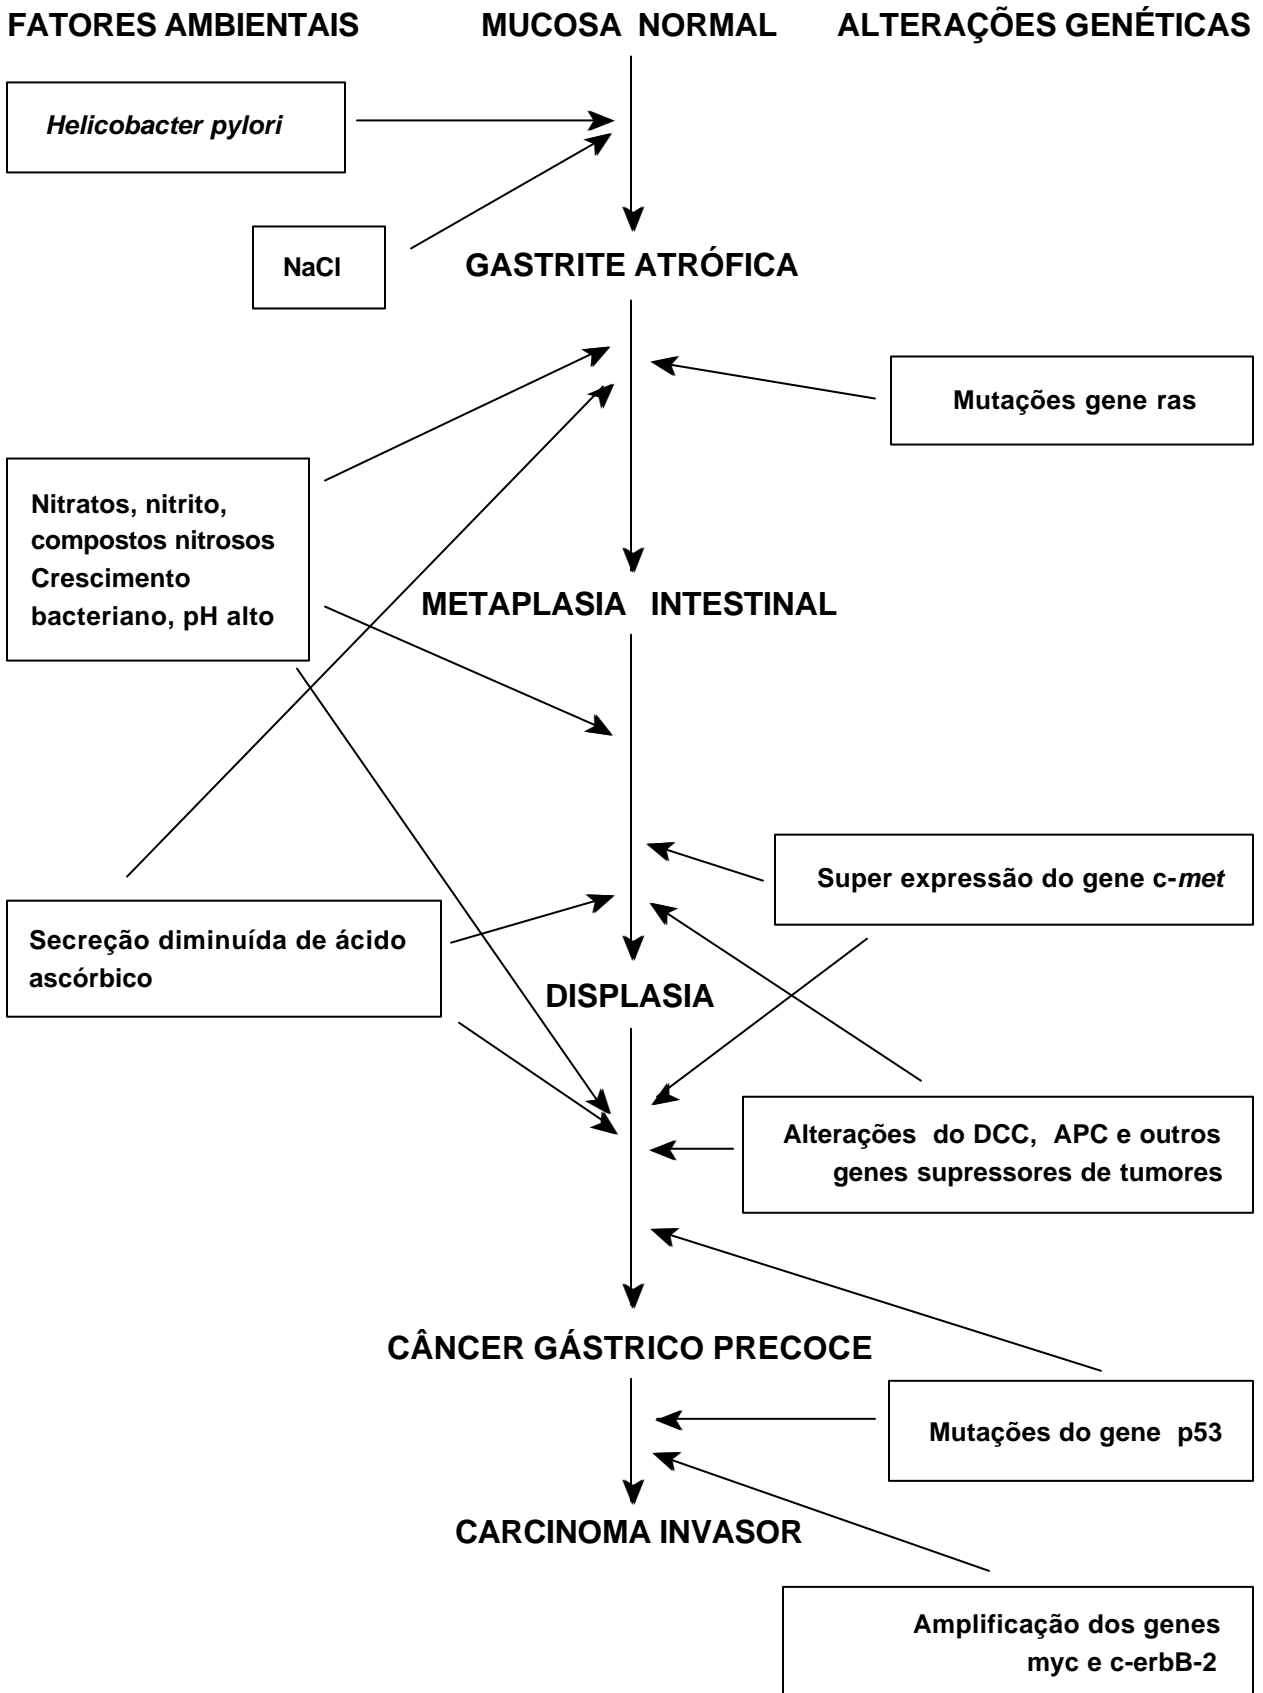 FATORES AMBIENTAIS
MUCOSA NORMAL
ALTERAÇÕES GENÉTICAS
Helicobacter pylori
NaCl
GASTRITE ATRÓFICA
Mutações gene ras
Nitratos, nitrito,
compostos nitrosos
Crescimento
bacteriano, pH alto
METAPLASIA INTESTINAL
Super expressão do gene c-met
Secreção diminuída de ácido
ascórbico
DISPLASIA
Alterações do DCC, APC e outros
genes supressores de tumores
CÂNCER GÁSTRICO PRECOCE
Mutações do gene p53
CARCINOMA INVASOR
Amplificação dos genes
myc e c-erbB-2